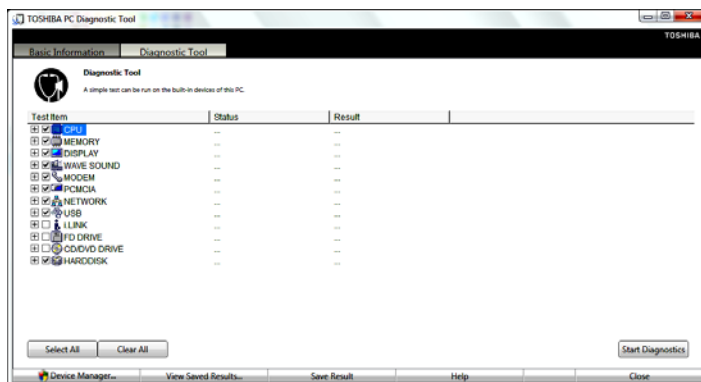 TOSHIBA PC Diagnostic Tool
TOSHIBA
Basic Information Diagnostic Tool
Diagnostic Tool
A simple test can be run on the built-in devices of this PC.
Test Item Status Result
CPU ... ...
MEMORY ... ...
DISPLAY ... ...
WAVE SOUND ... ...
MODEM ... ...
PCMCIA ... ...
NETWORK ... ...
USB ... ...
i.LINK ... ...
FD DRIVE ... ...
CD/DVD DRIVE ... ...
HARDDISK ... ...
Select All Clear All Start Diagnostics
Device Manager... View Saved Results... Save Result Help Close